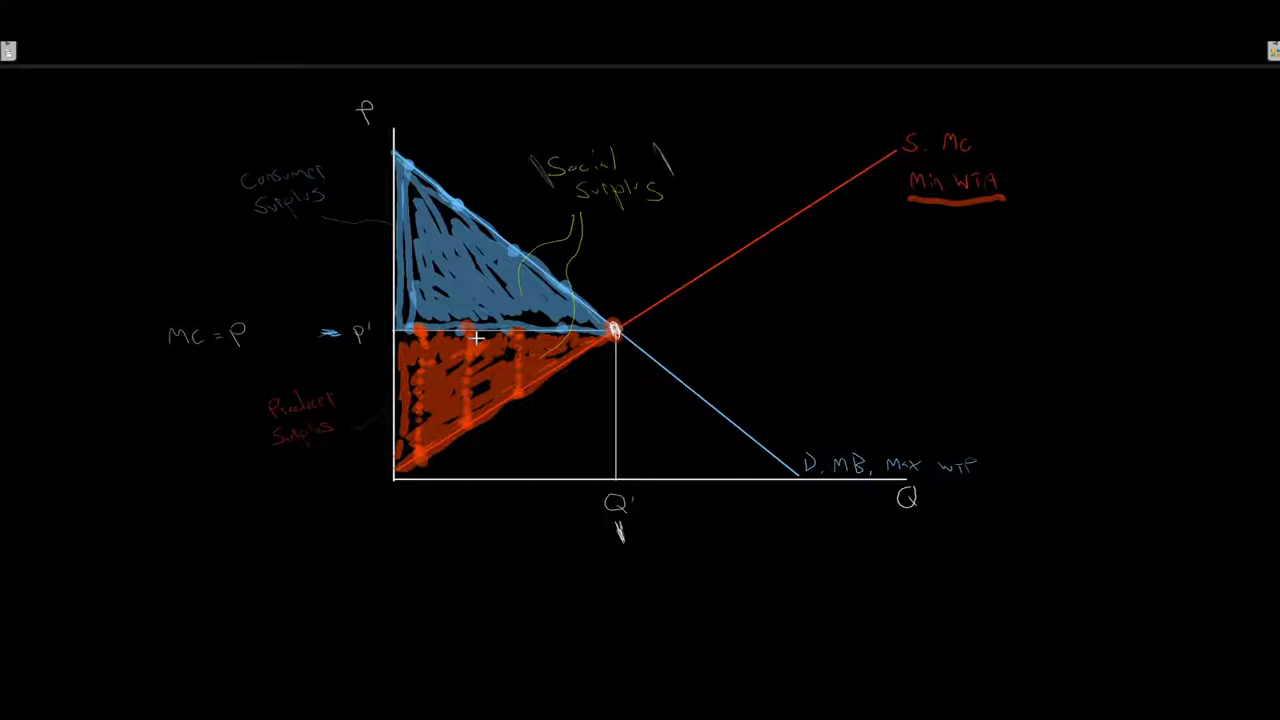 P
S. MC
Min WTA
Social
Surplus
Consumer
Surplus
MC = P
P'
Producer
Surplus
D. MB, Max WTP
Q'
Q